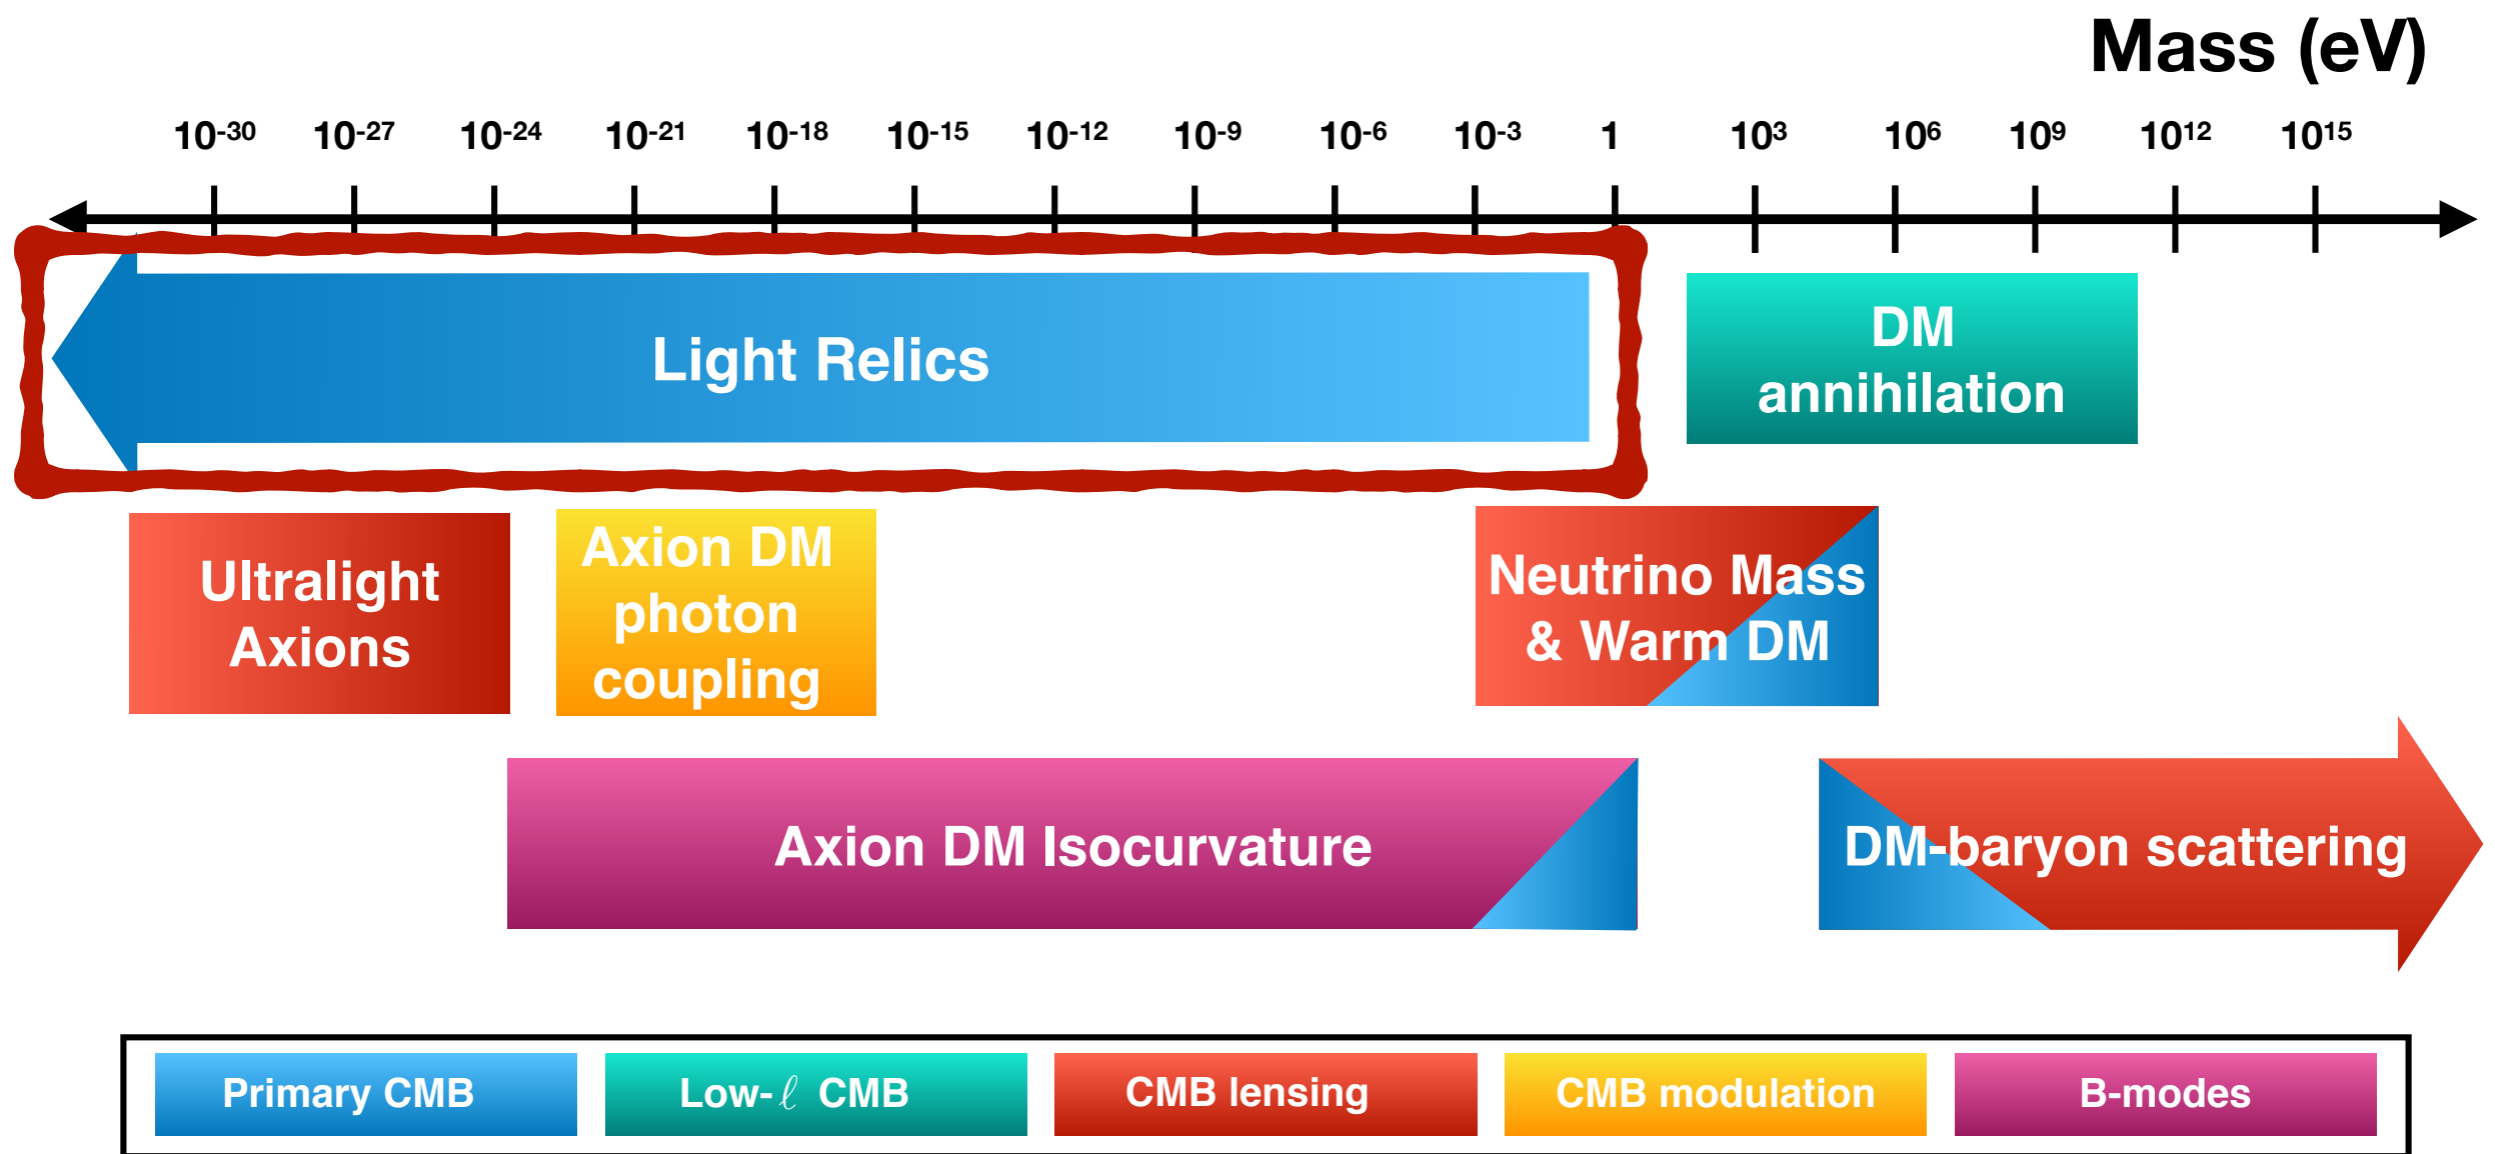 Mass (eV)
10-30 10-27 10-24 10-21 10-18 10-15 10-12 10-9 10-6 10-3 1 103 106 109 1012 1015
Light Relics
DM
annihilation
Ultralight
Axions
Axion DM
photon
coupling
Neutrino Mass
& Warm DM
Axion DM Isocurvature
DM-baryon scattering
Primary CMB
Low-ℓ CMB
CMB lensing
CMB modulation
B-modes